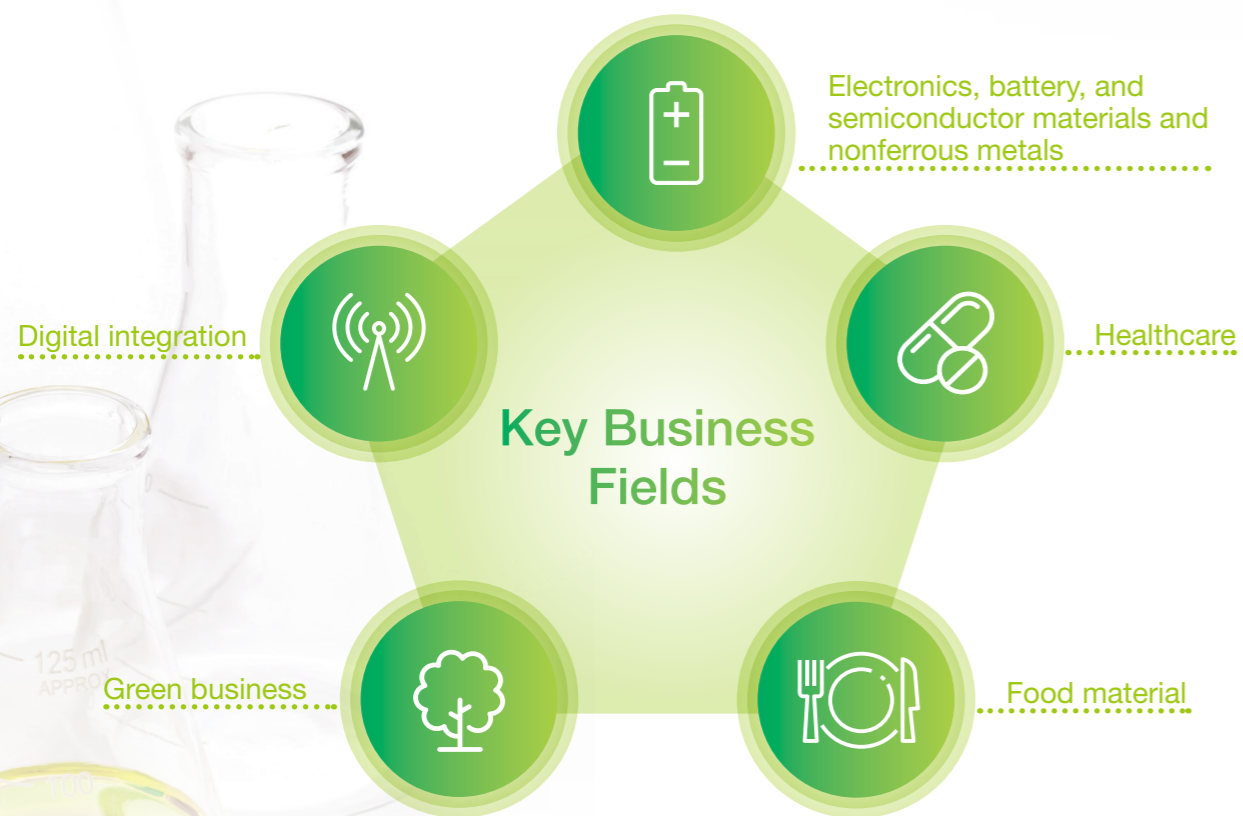 Electronics, battery, and
semiconductor materials and
nonferrous metals
Digital integration
Healthcare
Key Business
Fields
125 ml
APPROX
Green business
Food material
100